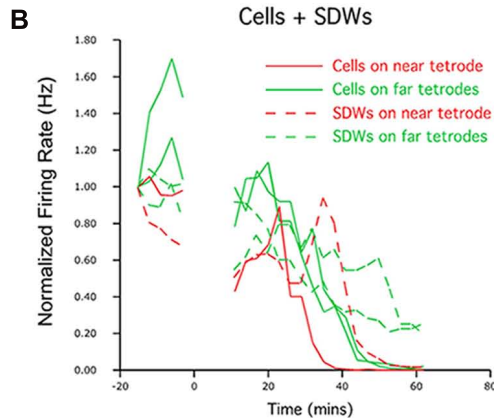 B
Cells + SDWs
Normalized Firing Rate (Hz)
1.80
1.60
1.40
1.20
1.00
0.80
0.60
0.40
0.20
0.00
Cells on near tetrode
Cells on far tetrodes
SDWs on near tetrode
SDWs on far tetrodes
-20 0 20 40 60 80
Time (mins)